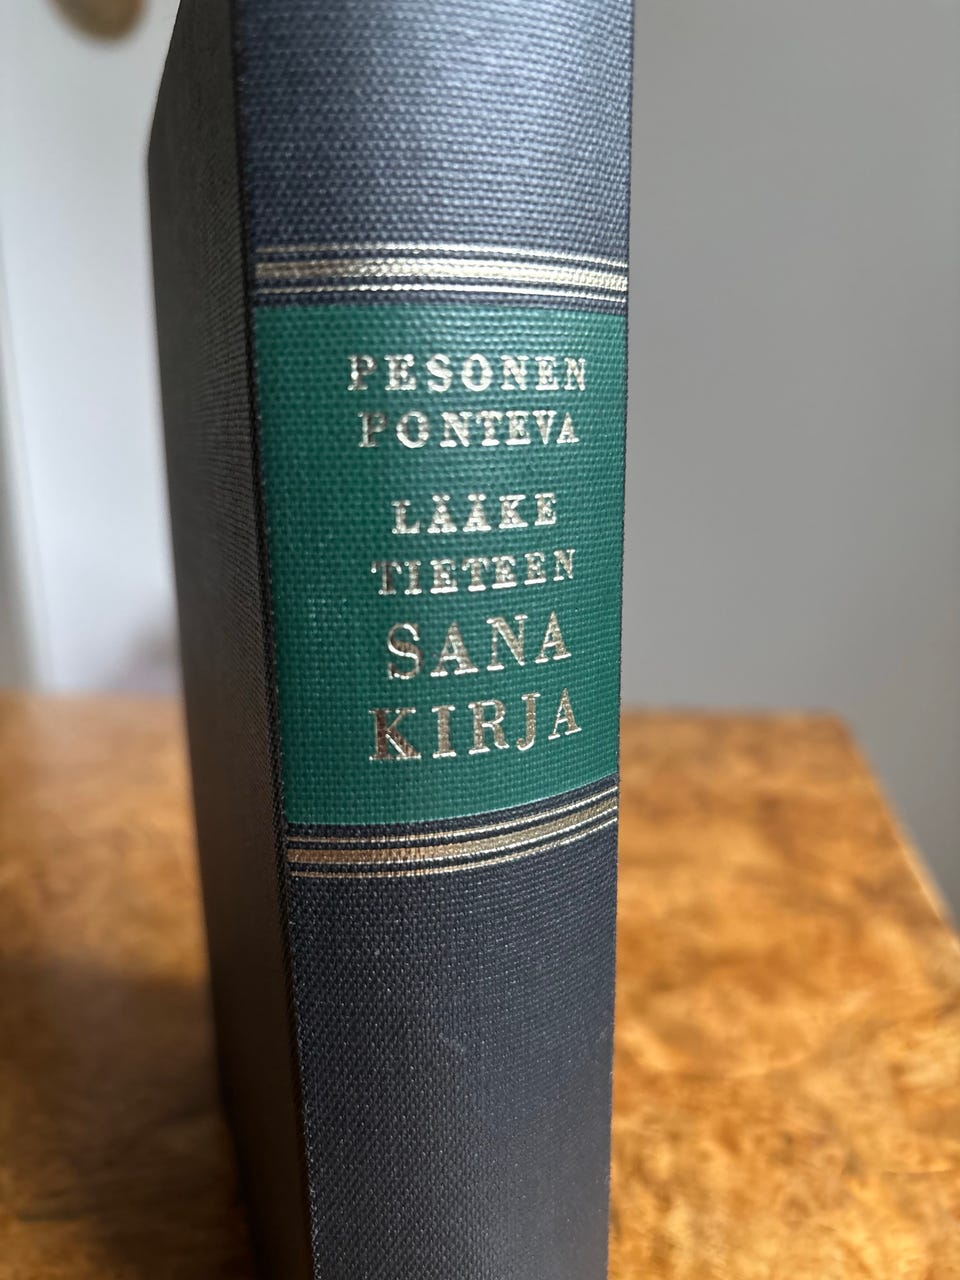 PESONEN
PONTEVA
LÄÄKE
TIETEEN
SANA
KIRJA